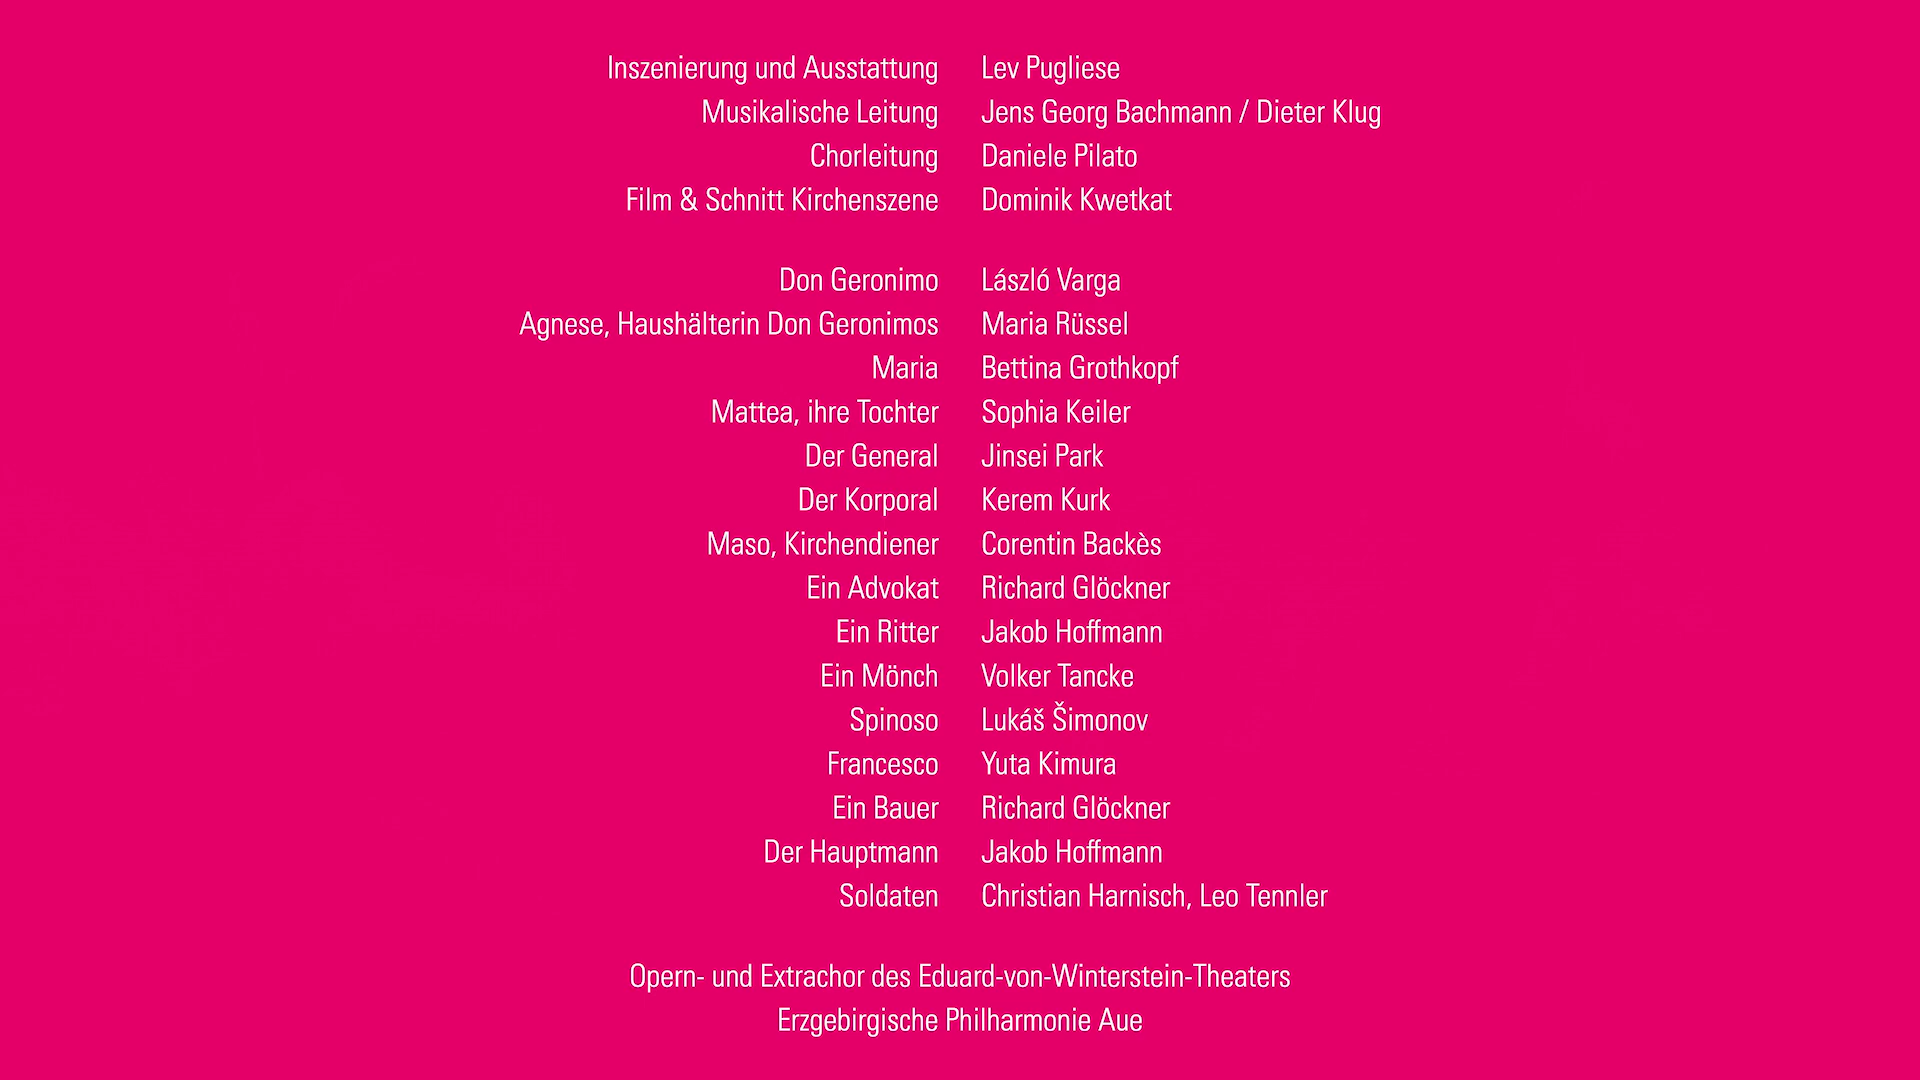 Inszenierung und Ausstattung Lev Pugliese
Musikalische Leitung Jens Georg Bachmann / Dieter Klug
Chorleitung Daniele Pilato
Film & Schnitt Kirchenszene Dominik Kwetkat
Don Geronimo László Varga
Agnese, Haushälterin Don Geronimos Maria Rüssel
Maria Bettina Grothkopf
Mattea, ihre Tochter Sophia Keiler
Der General Jinsei Park
Der Korporal Kerem Kurk
Maso, Kirchendiener Corentin Backès
Ein Advokat Richard Glöckner
Ein Ritter Jakob Hoffmann
Ein Mönch Volker Tancke
Spinoso Lukáš Šimonov
Francesco Yuta Kimura
Ein Bauer Richard Glöckner
Der Hauptmann Jakob Hoffmann
Soldaten Christian Harnisch, Leo Tennler
Opern- und Extrachor des Eduard-von-Winterstein-Theaters
Erzgebirgische Philharmonie Aue